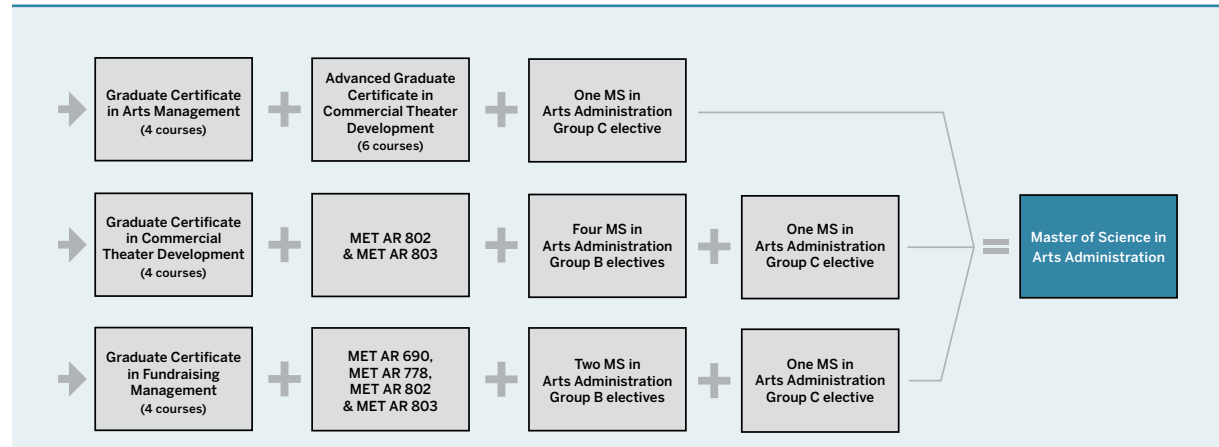 Graduate Certificate
in Arts Management
(4 courses)
Advanced Graduate
Certificate in
Commercial Theater
Development
(6 courses)
One MS in
Arts Administration
Group C elective
Graduate Certificate
in Commercial
Theater Development
(4 courses)
MET AR 802
& MET AR 803
Four MS in
Arts Administration
Group B electives
One MS in
Arts Administration
Group C elective
Master of Science in
Arts Administration
Graduate Certificate
in Fundraising
Management
(4 courses)
MET AR 690,
MET AR 778,
MET AR 802
& MET AR 803
Two MS in
Arts Administration
Group B electives
One MS in
Arts Administration
Group C elective